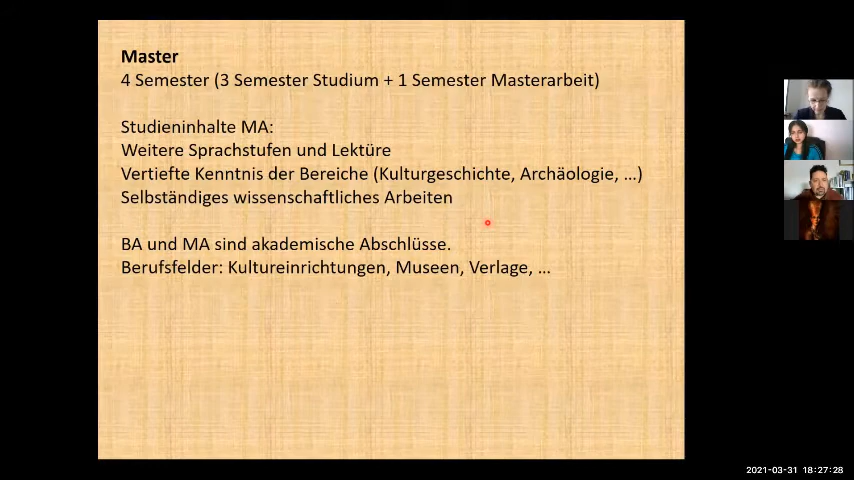 Master
4 Semester (3 Semester Studium + 1 Semester Masterarbeit)
Studieninhalte MA:
Weitere Sprachstufen und Lektüre
Vertiefte Kenntnis der Bereiche (Kulturgeschichte, Archäologie, ...)
Selbständiges wissenschaftliches Arbeiten
BA und MA sind akademische Abschlüsse.
Berufsfelder: Kultureinrichtungen, Museen, Verlage, ...
2021-03-31 18:27:28